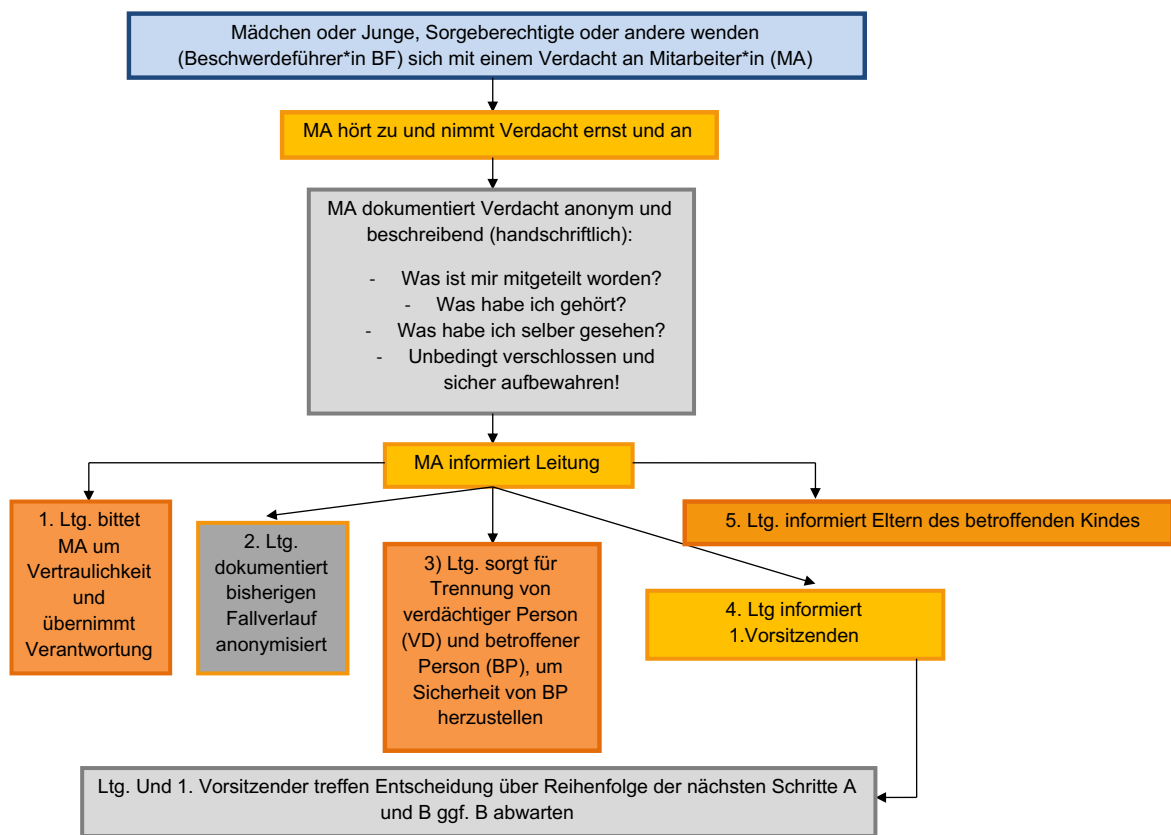 Mädchen oder Junge, Sorgeberechtigte oder andere wenden
(Beschwerdeführer*in BF) sich mit einem Verdacht an Mitarbeiter*in (MA)
MA hört zu und nimmt Verdacht ernst und an
MA dokumentiert Verdacht anonym und
beschreibend (handschriftlich):
- Was ist mir mitgeteilt worden?
- Was habe ich gehört?
- Was habe ich selber gesehen?
- Unbedingt verschlossen und
sicher aufbewahren!
MA informiert Leitung
1. Ltg. bittet
MA um
Vertraulichkeit
und
übernimmt
Verantwortung
2. Ltg.
dokumentiert
bisherigen
Fallverlauf
anonymisiert
3) Ltg. sorgt für
Trennung von
verdächtiger Person
(VD) und betroffener
Person (BP), um
Sicherheit von BP
herzustellen
4. Ltg informiert
1.Vorsitzenden
5. Ltg. informiert Eltern des betroffenden Kindes
Ltg. Und 1. Vorsitzender treffen Entscheidung über Reihenfolge der nächsten Schritte A
und B ggf. B abwarten